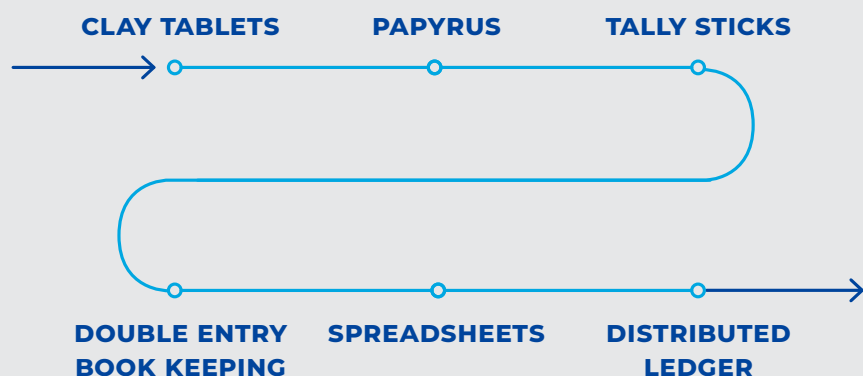 CLAY TABLETS
PAPYRUS
TALLY STICKS
DOUBLE ENTRY
BOOK KEEPING
SPREADSHEETS
DISTRIBUTED
LEDGER